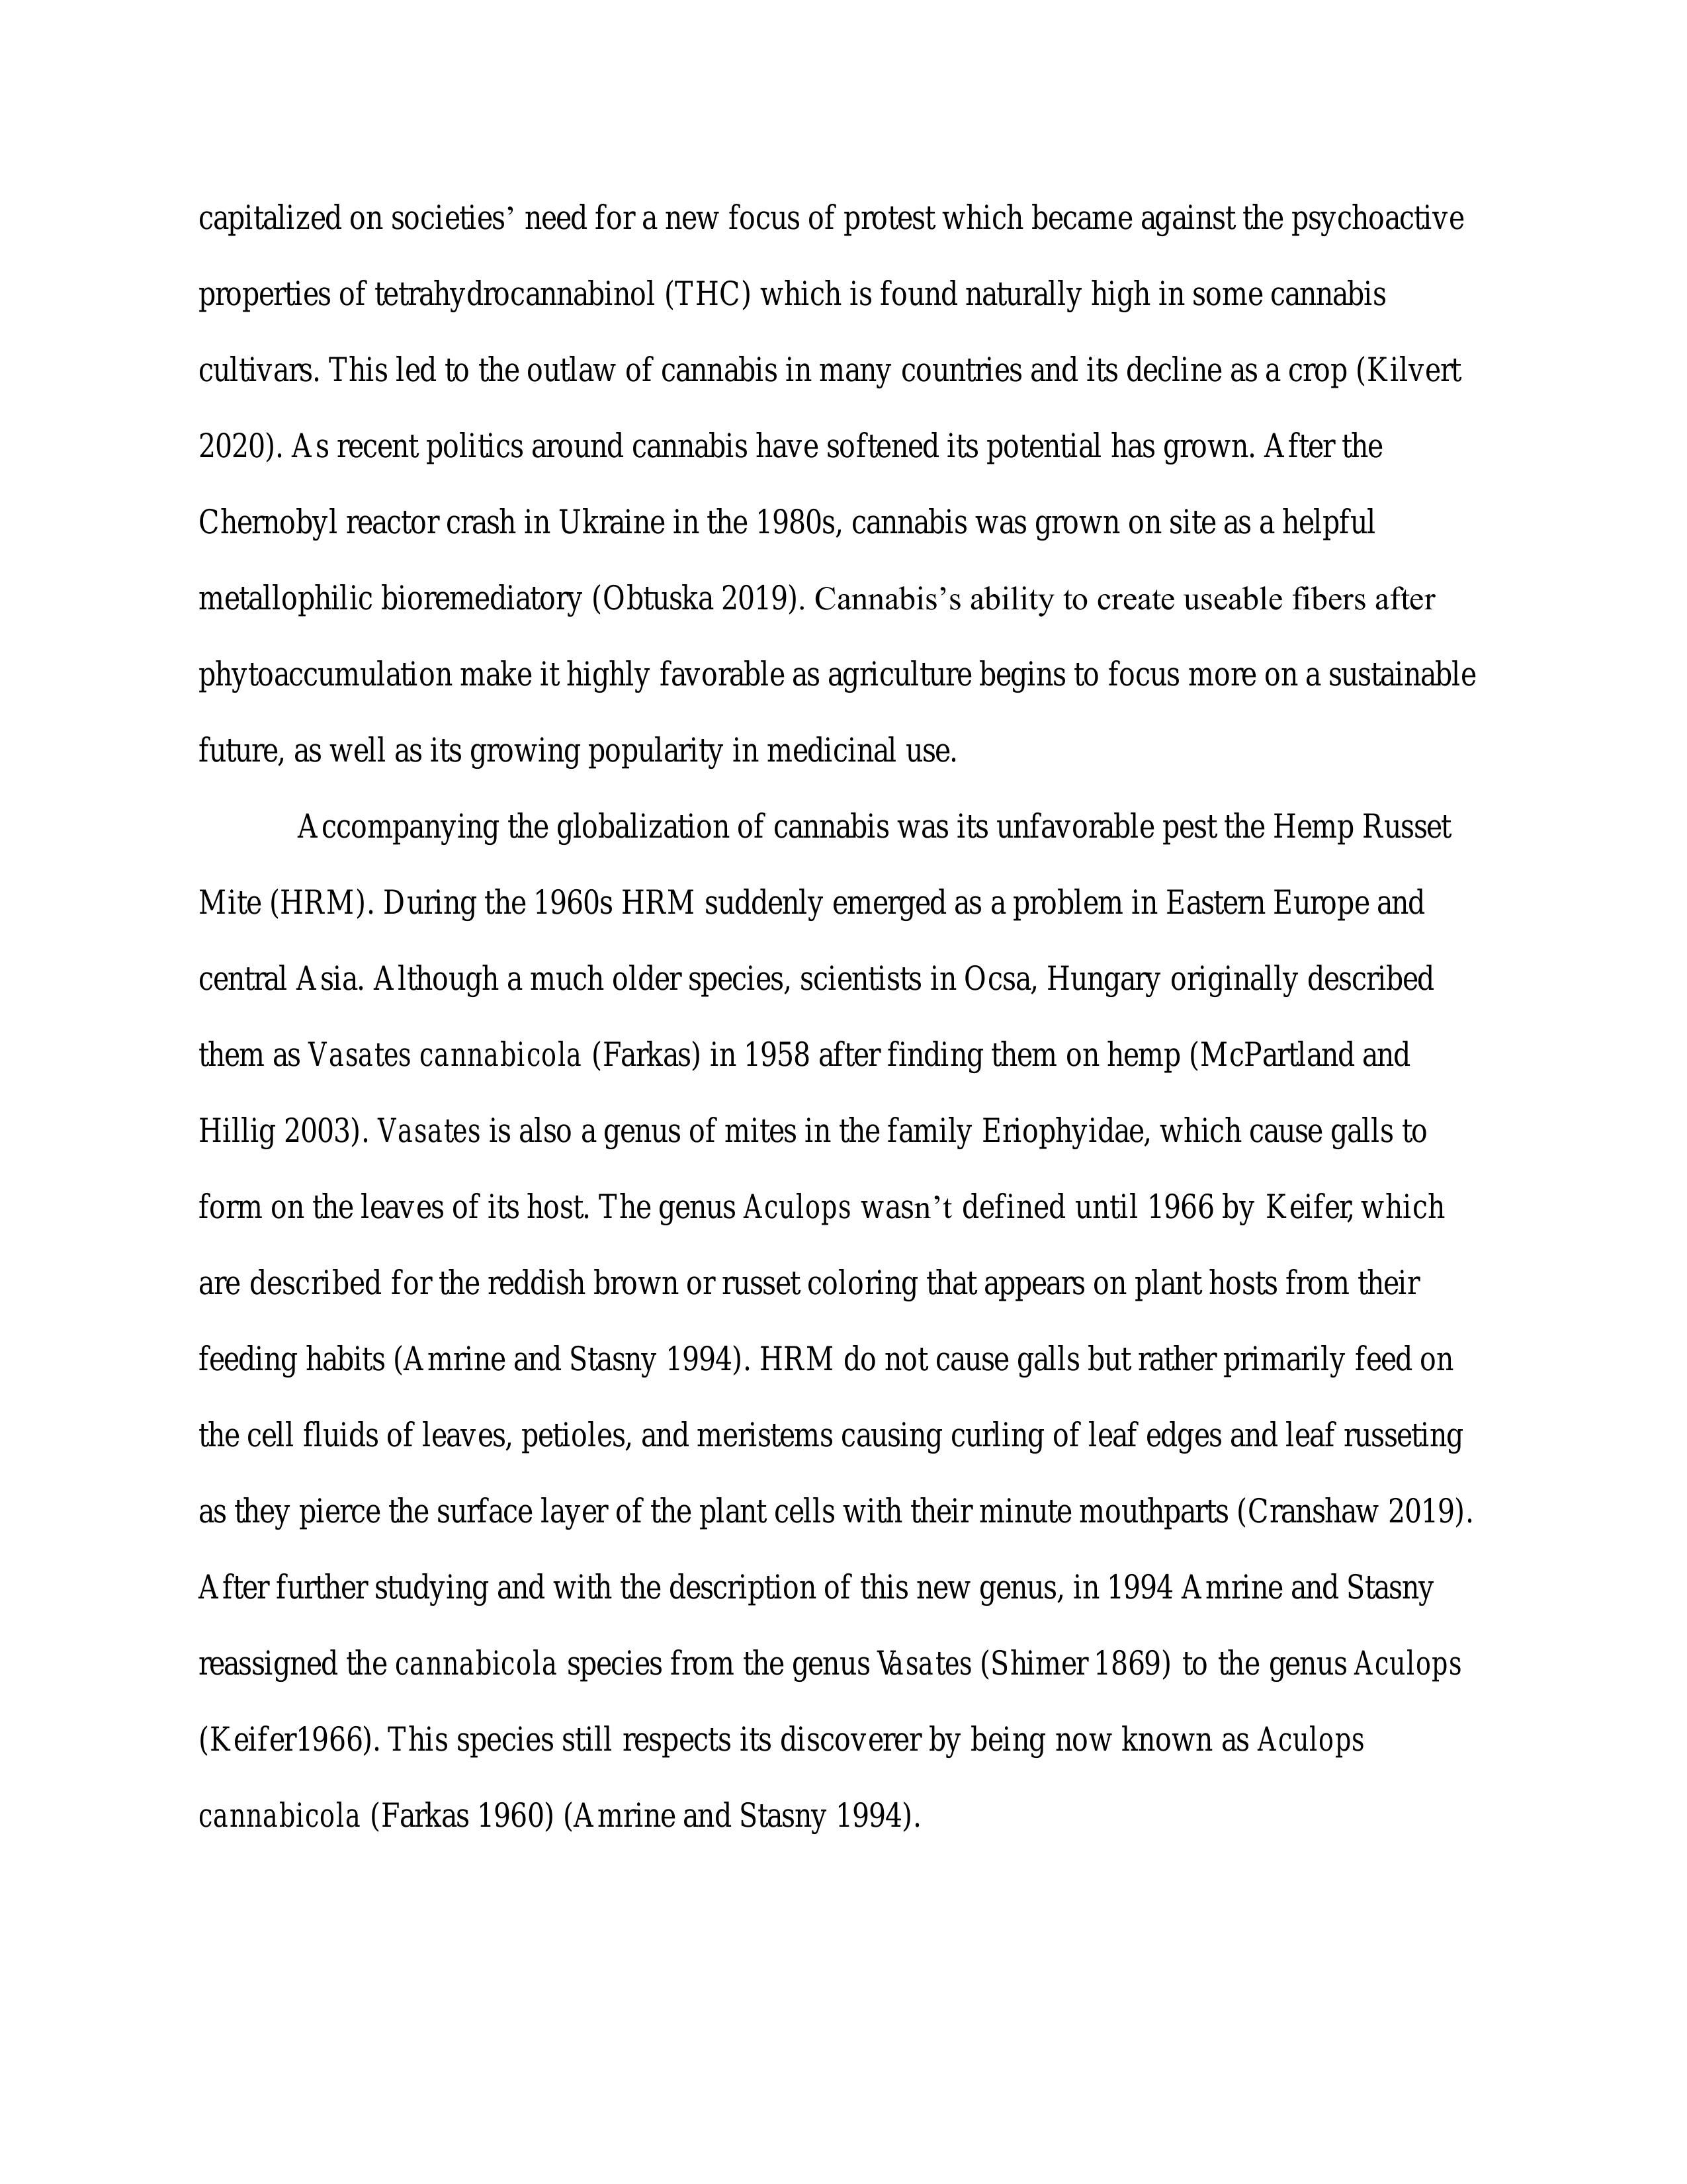 capitalized on societies’ need for a new focus of protest which became against the psychoactive
properties of tetrahydrocannabinol (THC) which is found naturally high in some cannabis
cultivars. This led to the outlaw of cannabis in many countries and its decline as a crop (Kilvert
2020). As recent politics around cannabis have softened its potential has grown. After the
Chernobyl reactor crash in Ukraine in the 1980s, cannabis was grown on site as a helpful
metallophilic bioremediatory (Obtuska 2019). Cannabis’s ability to create useable fibers after
phytoaccumulation make it highly favorable as agriculture begins to focus more on a sustainable
future, as well as its growing popularity in medicinal use.
Accompanying the globalization of cannabis was its unfavorable pest the Hemp Russet
Mite (HRM). During the 1960s HRM suddenly emerged as a problem in Eastern Europe and
central Asia. Although a much older species, scientists in Ocsa, Hungary originally described
them as Vasates cannabicola (Farkas) in 1958 after finding them on hemp (McPartland and
Hillig 2003). Vasates is also a genus of mites in the family Eriophyidae, which cause galls to
form on the leaves of its host. The genus Aculops wasn’t defined until 1966 by Keifer, which
are described for the reddish brown or russet coloring that appears on plant hosts from their
feeding habits (Amrine and Stasny 1994). HRM do not cause galls but rather primarily feed on
the cell fluids of leaves, petioles, and meristems causing curling of leaf edges and leaf russeting
as they pierce the surface layer of the plant cells with their minute mouthparts (Cranshaw 2019).
After further studying and with the description of this new genus, in 1994 Amrine and Stasny
reassigned the cannabicola species from the genus Vasates (Shimer 1869) to the genus Aculops
(Keifer1966). This species still respects its discoverer by being now known as Aculops
cannabicola (Farkas 1960) (Amrine and Stasny 1994).